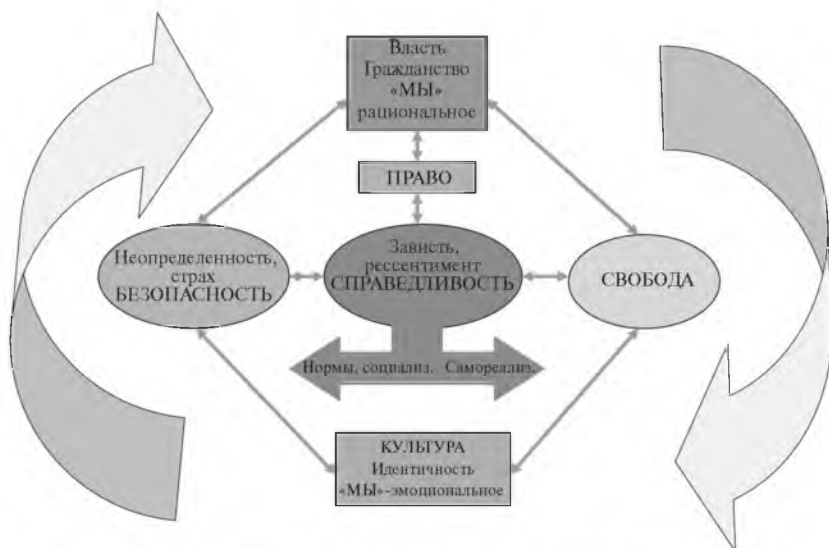 Власть
Гражданство
«МЫ»
рациональное
ПРАВО
Неопределенность,
страх
БЕЗОПАСНОСТЬ
Зависть,
рессентимент
СПРАВЕДЛИВОСТЬ
СВОБОДА
Нормы, социализ. Самореализ.
КУЛЬТУРА
Идентичность
«МЫ»-эмоциональное